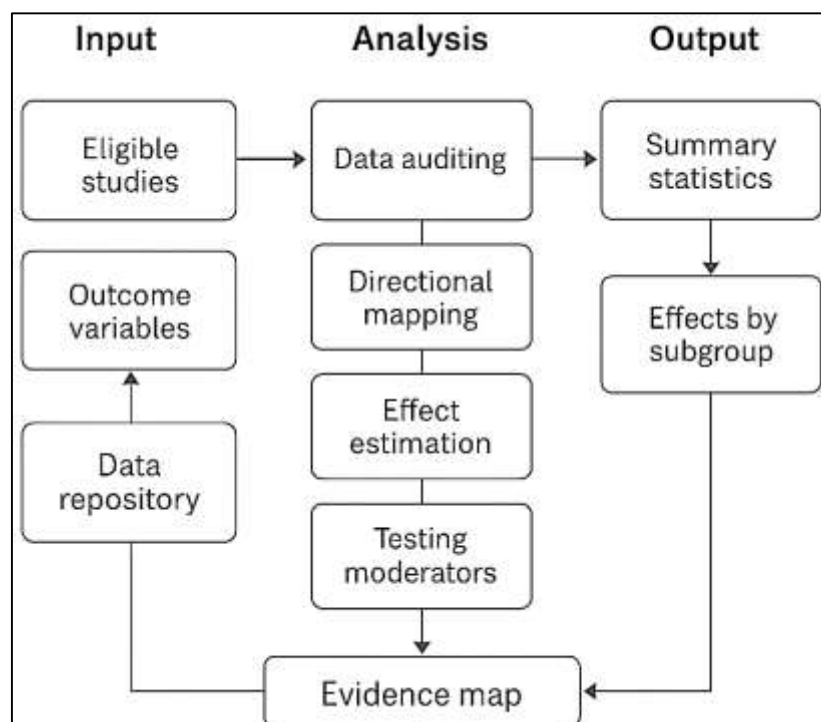 Input
Analysis
Output
Eligible
studies
Data auditing
Summary
statistics
Outcome
variables
Directional
mapping
Effects by
subgroup
Data
repository
Effect
estimation
Testing
moderators
Evidence map